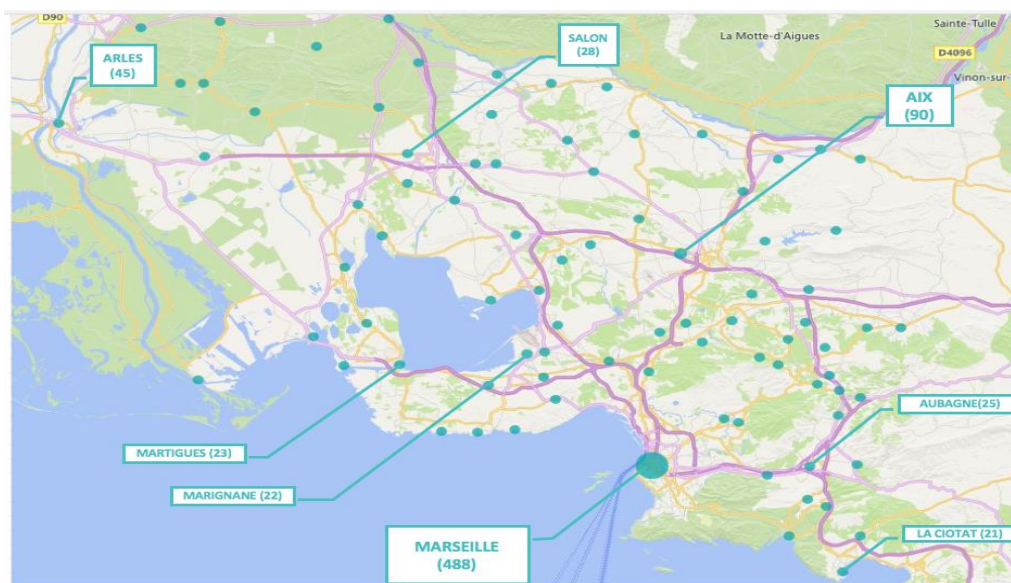 D90
Sainte-Tulle
La Motte-d'Aigues
D4096
Vinon-sur-
ARLES
(45)
SALON
(28)
AIX
(90)
MARTIGUES (23)
MARIGNANE (22)
AUBAGNE(25)
MARSEILLE
(488)
LA CIOTAT (21)